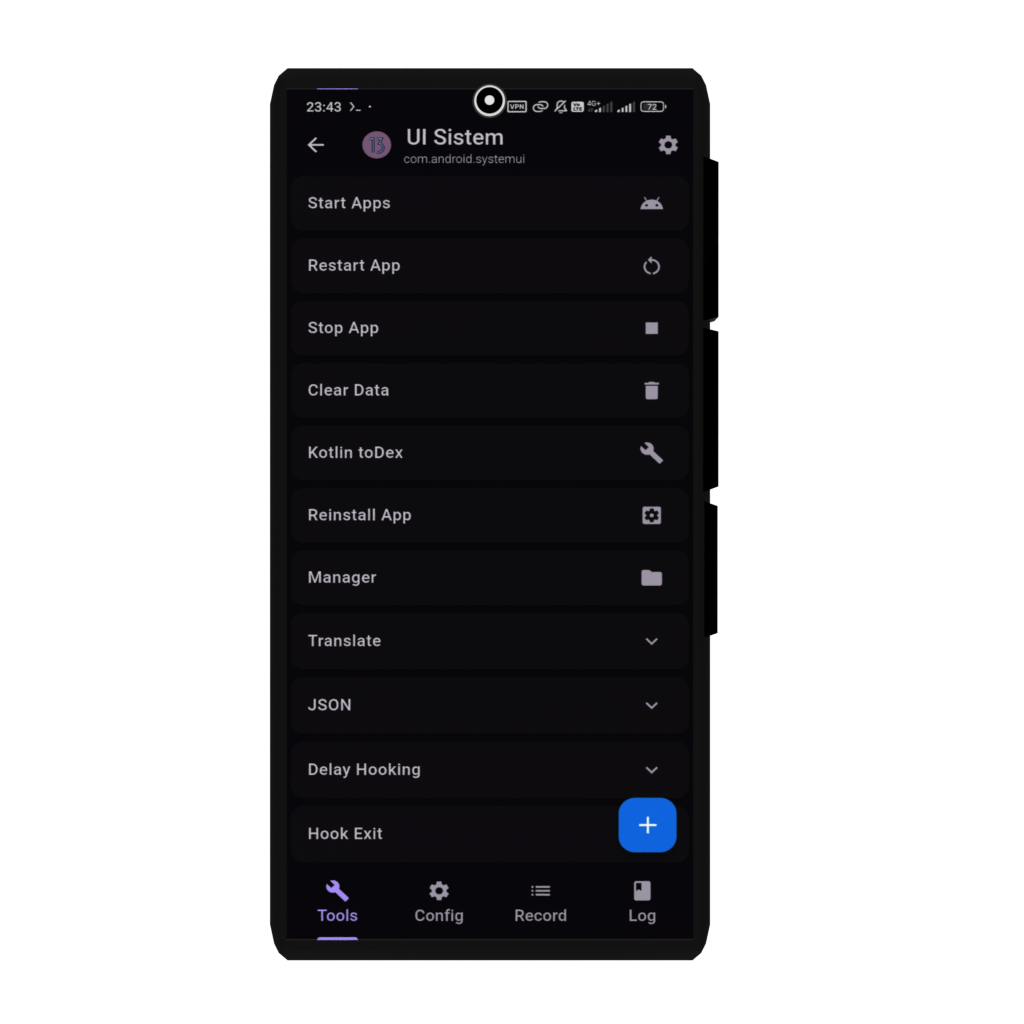 23:43
VPN
4G+
72
13
UI Sistem
com.android.systemui
Start Apps
Restart App
Stop App
Clear Data
Kotlin toDex
Reinstall App
Manager
Translate
JSON
Delay Hooking
Hook Exit
Tools
Config
Record
Log